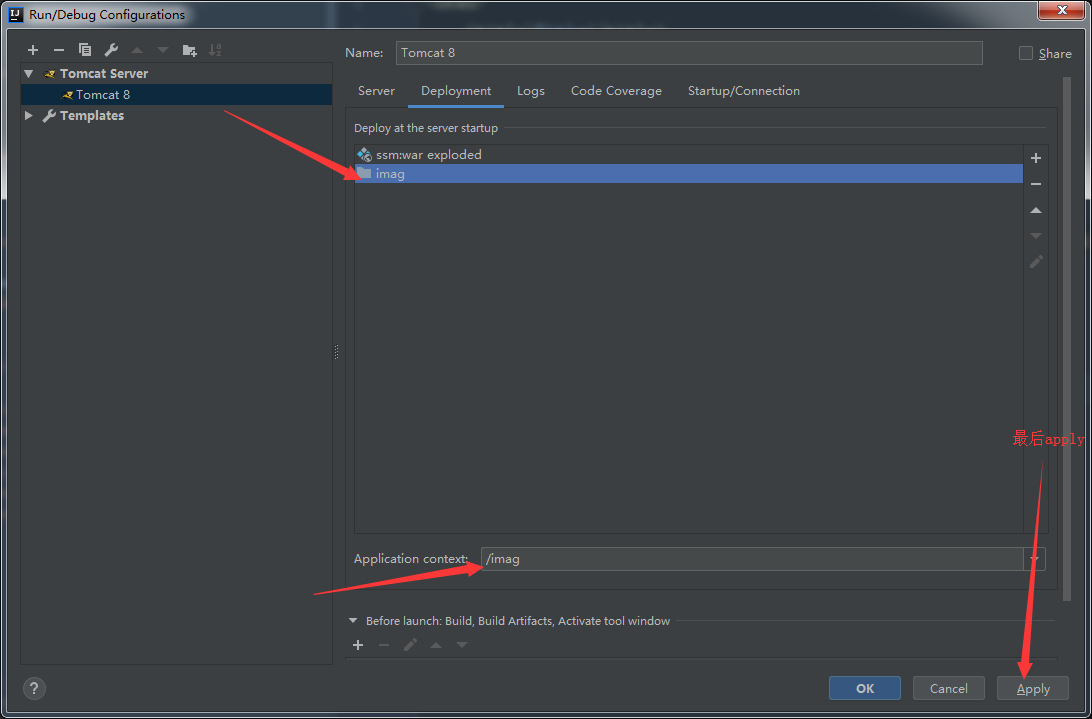 Run/Debug Configurations
Name: Tomcat 8
Share
Tomcat Server
Tomcat 8
Templates
Server Deployment Logs Code Coverage Startup/Connection
Deploy at the server startup
ssm:war exploded
imag
最后apply
Application context: /imag
Before launch: Build, Build Artifacts, Activate tool window
?
OK Cancel Apply